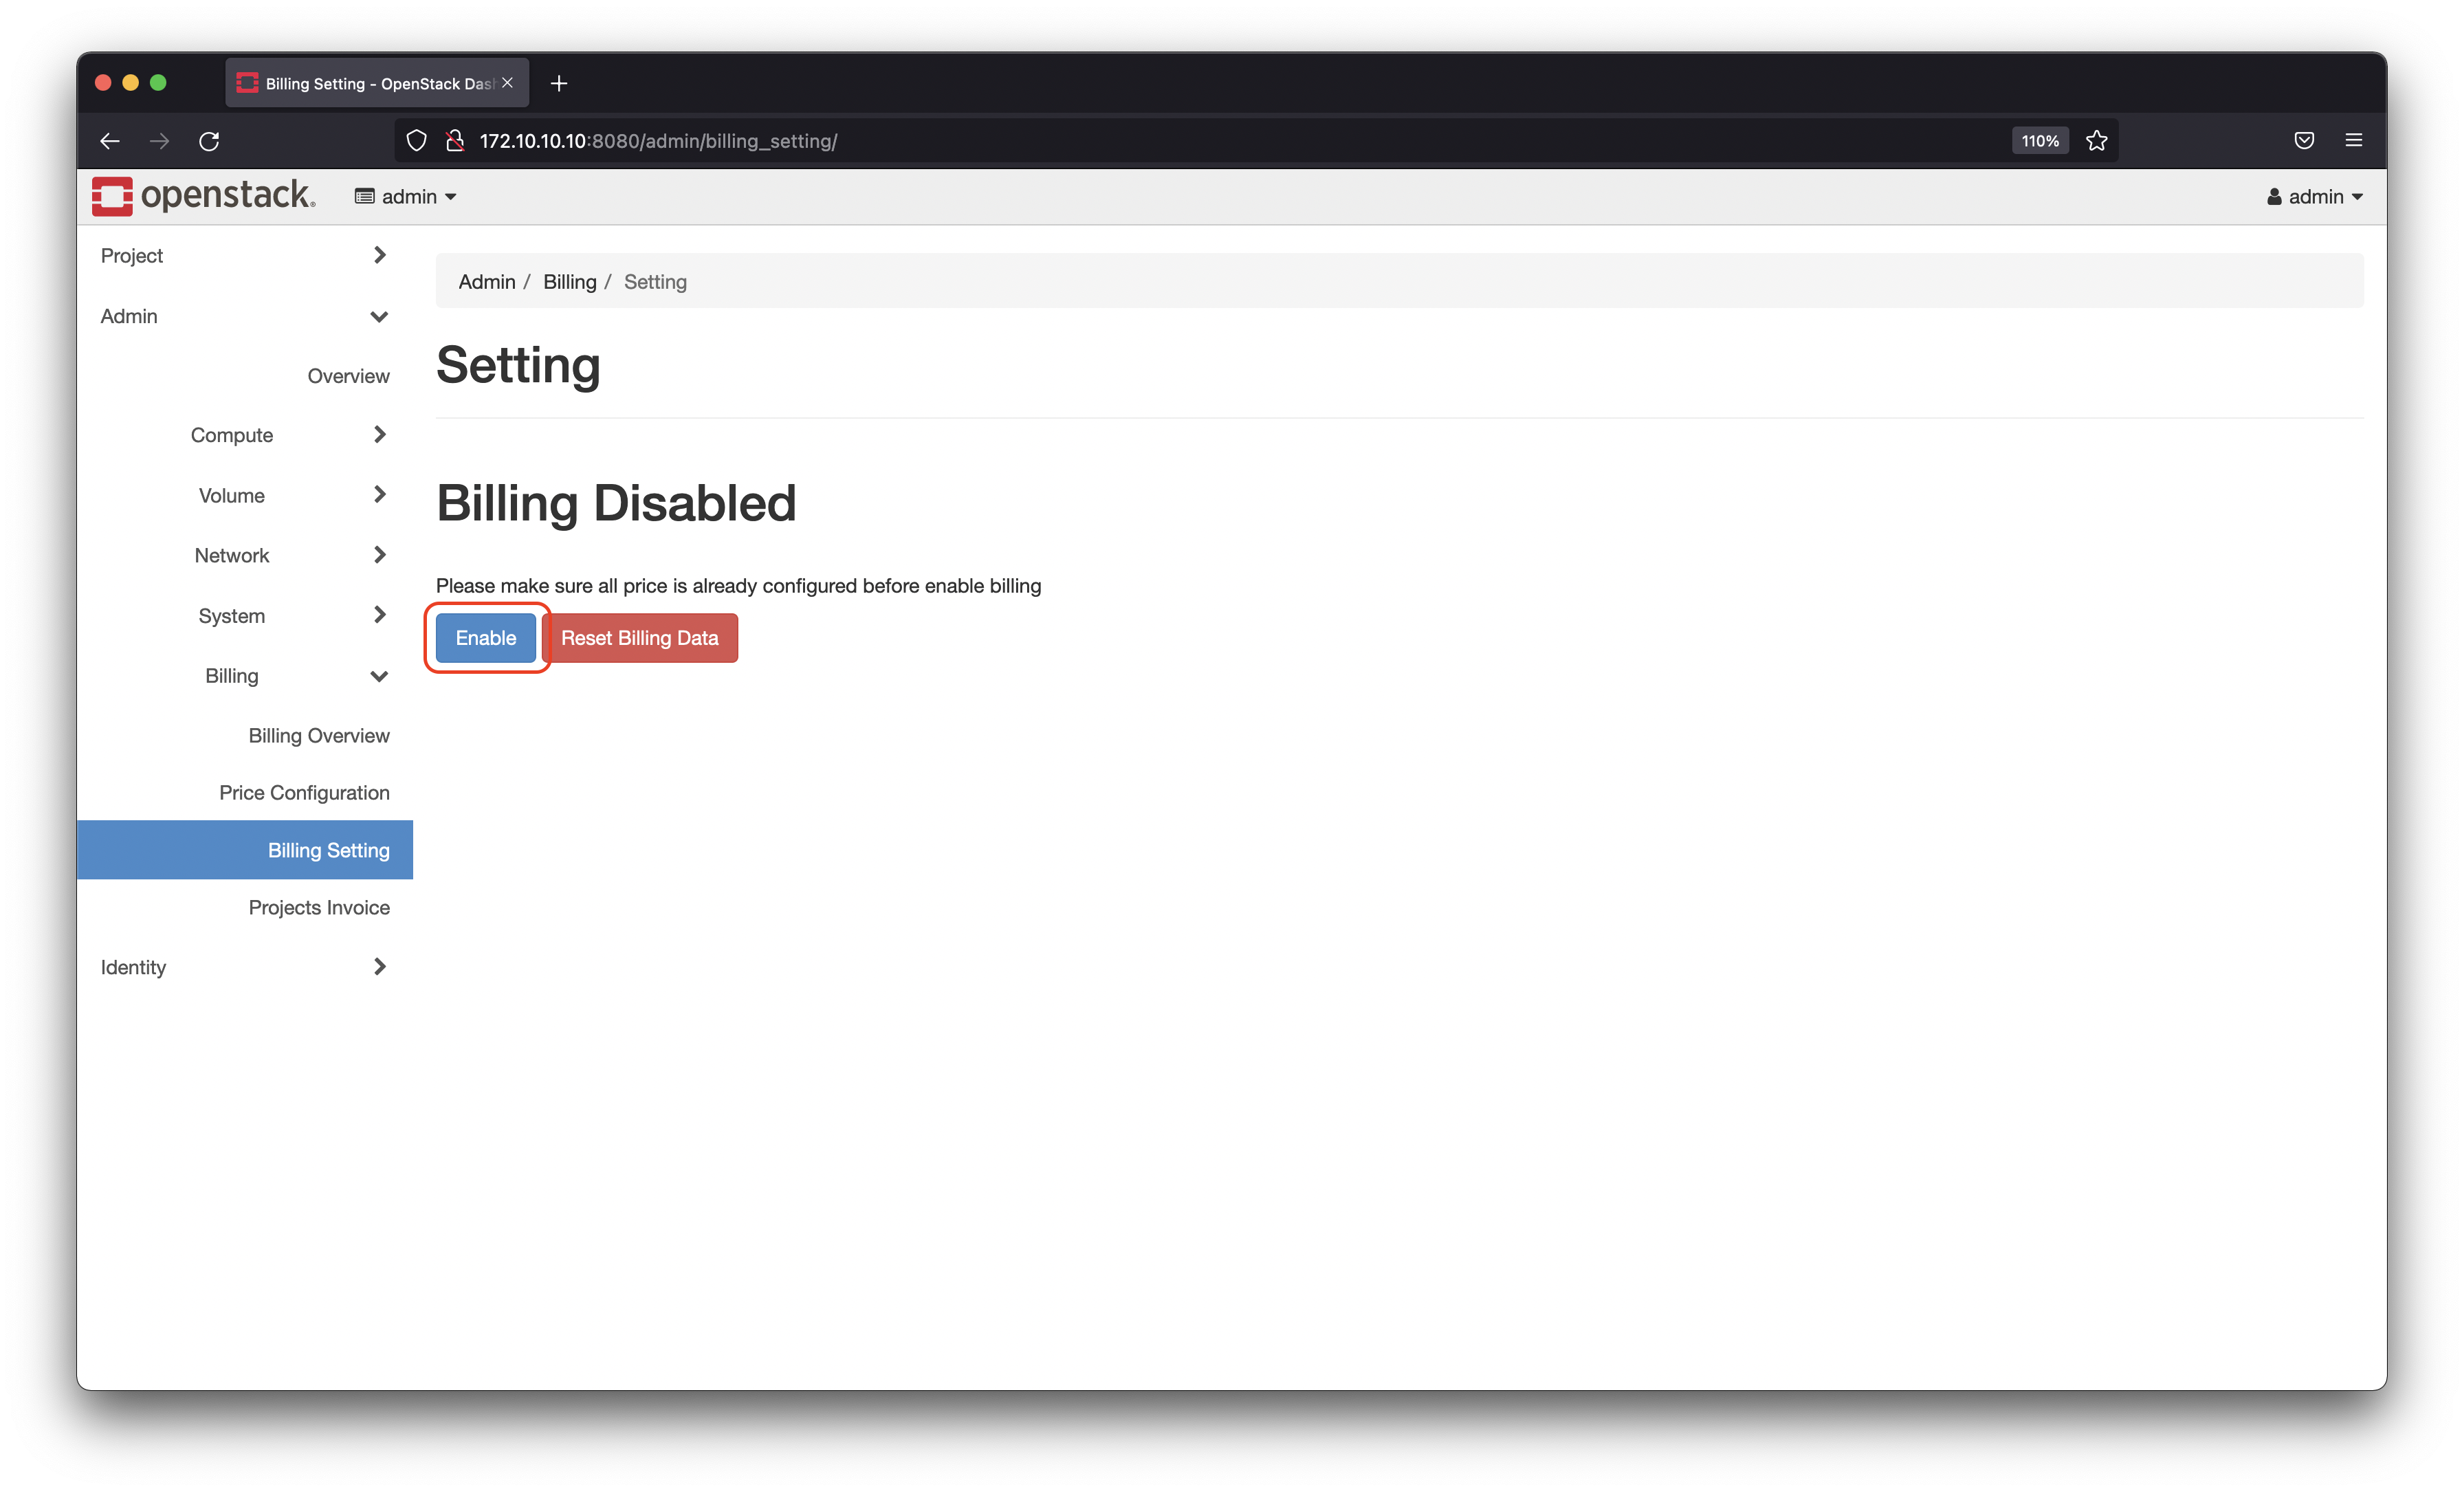 Billing Setting - OpenStack Das
172.10.10.10:8080/admin/billing_setting/
110%
openstack.
admin
admin
Project
Admin
Overview
Compute
Volume
Network
System
Billing
Billing Overview
Price Configuration
Billing Setting
Projects Invoice
Identity
Admin / Billing / Setting
Setting
Billing Disabled
Please make sure all price is already configured before enable billing
Enable
Reset Billing Data